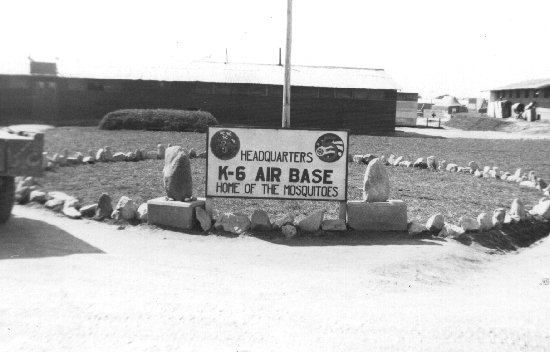 HEADQUARTERS
K-6 AIR BASE
HOME OF THE MOSQUITOES